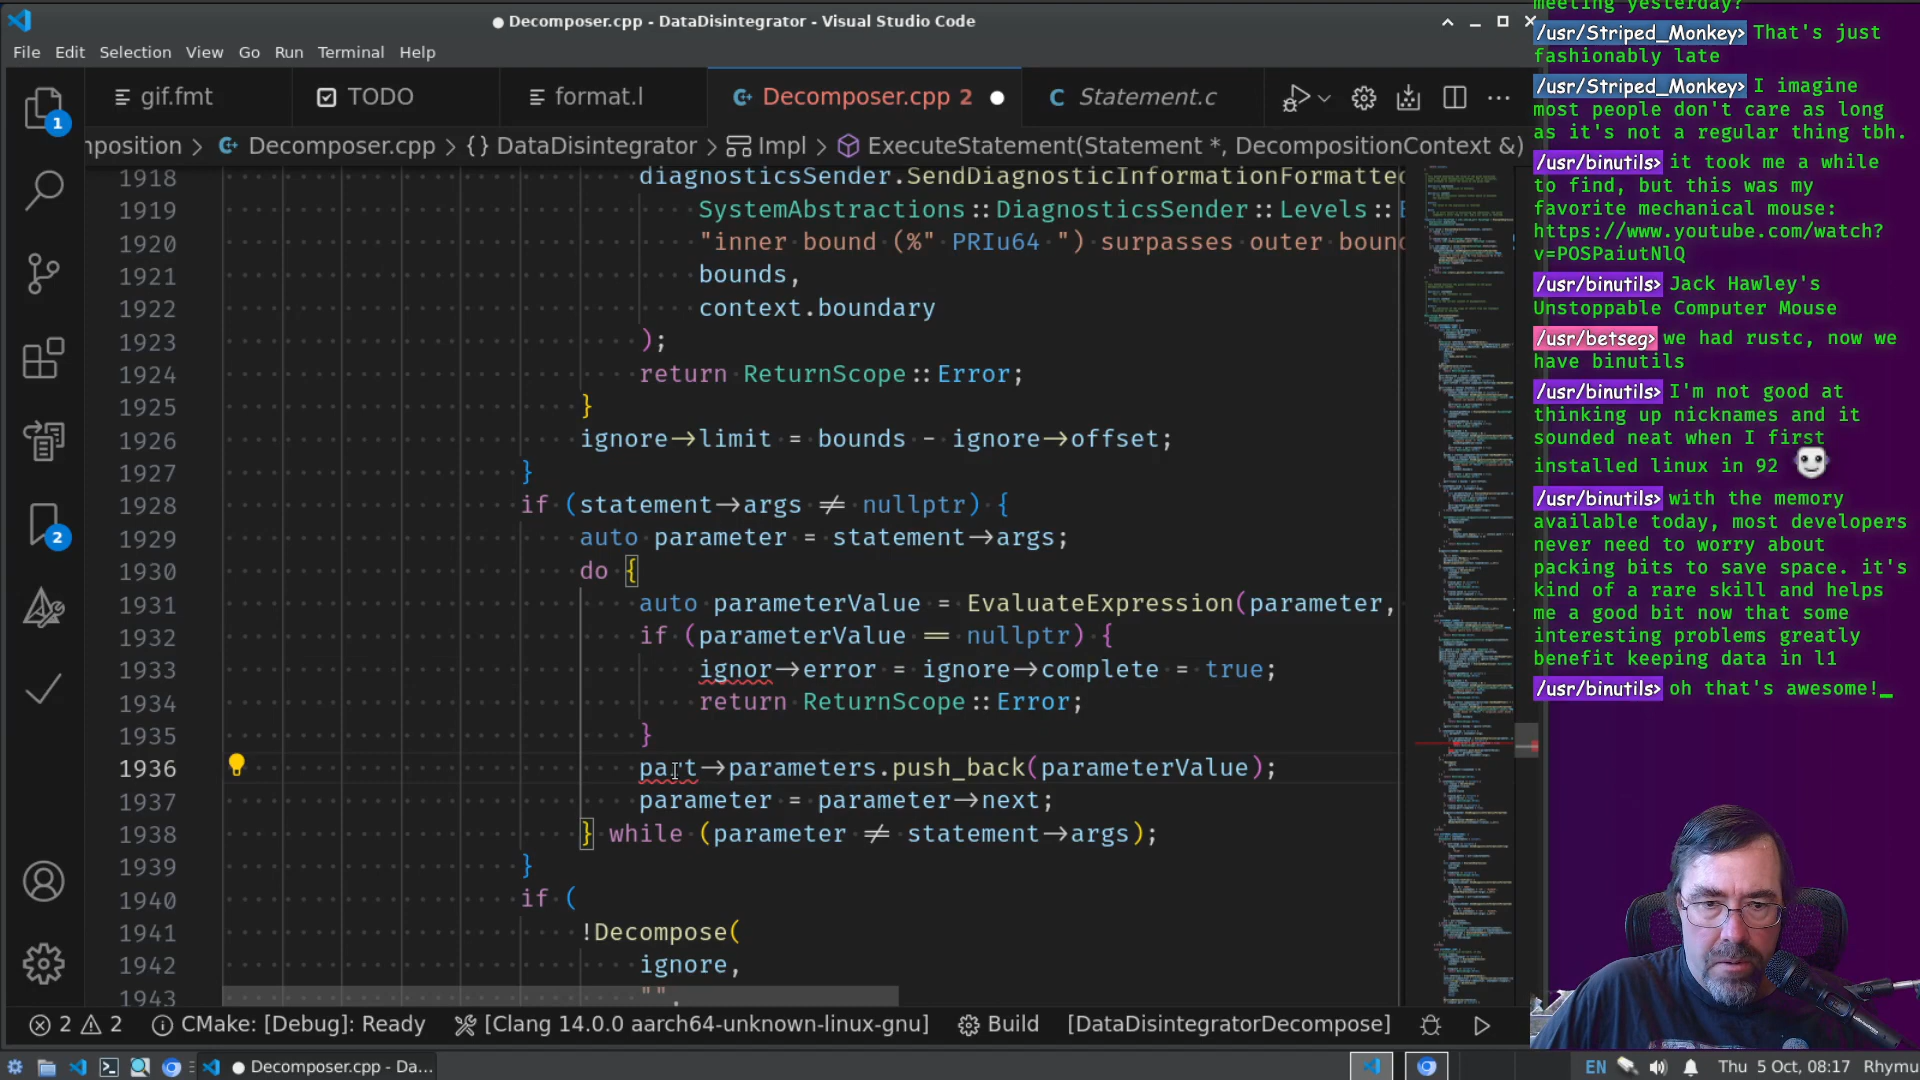 Decomposer.cpp - DataDisintegrator - Visual Studio Code
File Edit Selection View Go Run Terminal Help
gif.fmt TODO format.l Decomposer.cpp 2 Statement.c
mposition > Decomposer.cpp > {} DataDisintegrator > Impl > ExecuteStatement(Statement *, DecompositionContext &)
1918 diagnosticsSender.SendDiagnosticInformationFormatted
1919 SystemAbstractions::DiagnosticsSender::Levels::E
1920 "inner bound (%" PRIu64 ") surpasses outer boun
1921 bounds,
1922 context.boundary
1923 );
1924 return ReturnScope::Error;
1925 }
1926 ignore->limit = bounds - ignore->offset;
1927 }
1928 if (statement->args != nullptr) {
1929 auto parameter = statement->args;
1930 do {
1931 auto parameterValue = EvaluateExpression(parameter,
1932 if (parameterValue == nullptr) {
1933 ignor->error = ignore->complete = true;
1934 return ReturnScope::Error;
1935 }
1936 part->parameters.push_back(parameterValue);
1937 parameter = parameter->next;
1938 } while (parameter != statement->args);
1939 }
1940 if (
1941 !Decompose(
1942 ignore,
1943 "",
1
2
2 2 CMake: [Debug]: Ready [Clang 14.0.0 aarch64-unknown-linux-gnu] Build [DataDisintegratorDecompose]
Decomposer.cpp - Da... EN Thu 5 Oct, 08:17 Rhymu
meeting yesterday?
/usr/Striped_Monkey> That's just
fashionably late
/usr/Striped_Monkey> I imagine
most people don't care as long
as it's not a regular thing tbh.
/usr/binutils> it took me a while
to find, but this was my
favorite mechanical mouse:
https://www.youtube.com/watch?
v=POSPaiutNlQ
/usr/binutils> Jack Hawley's
Unstoppable Computer Mouse
/usr/betseg> we had rustc, now we
have binutils
/usr/binutils> I'm not good at
thinking up nicknames and it
sounded neat when I first
installed linux in 92
/usr/binutils> with the memory
available today, most developers
never need to worry about
packing bits to save space. it's
kind of a rare skill and helps
me a good bit now that some
interesting problems greatly
benefit keeping data in l1
/usr/binutils> oh that's awesome!_